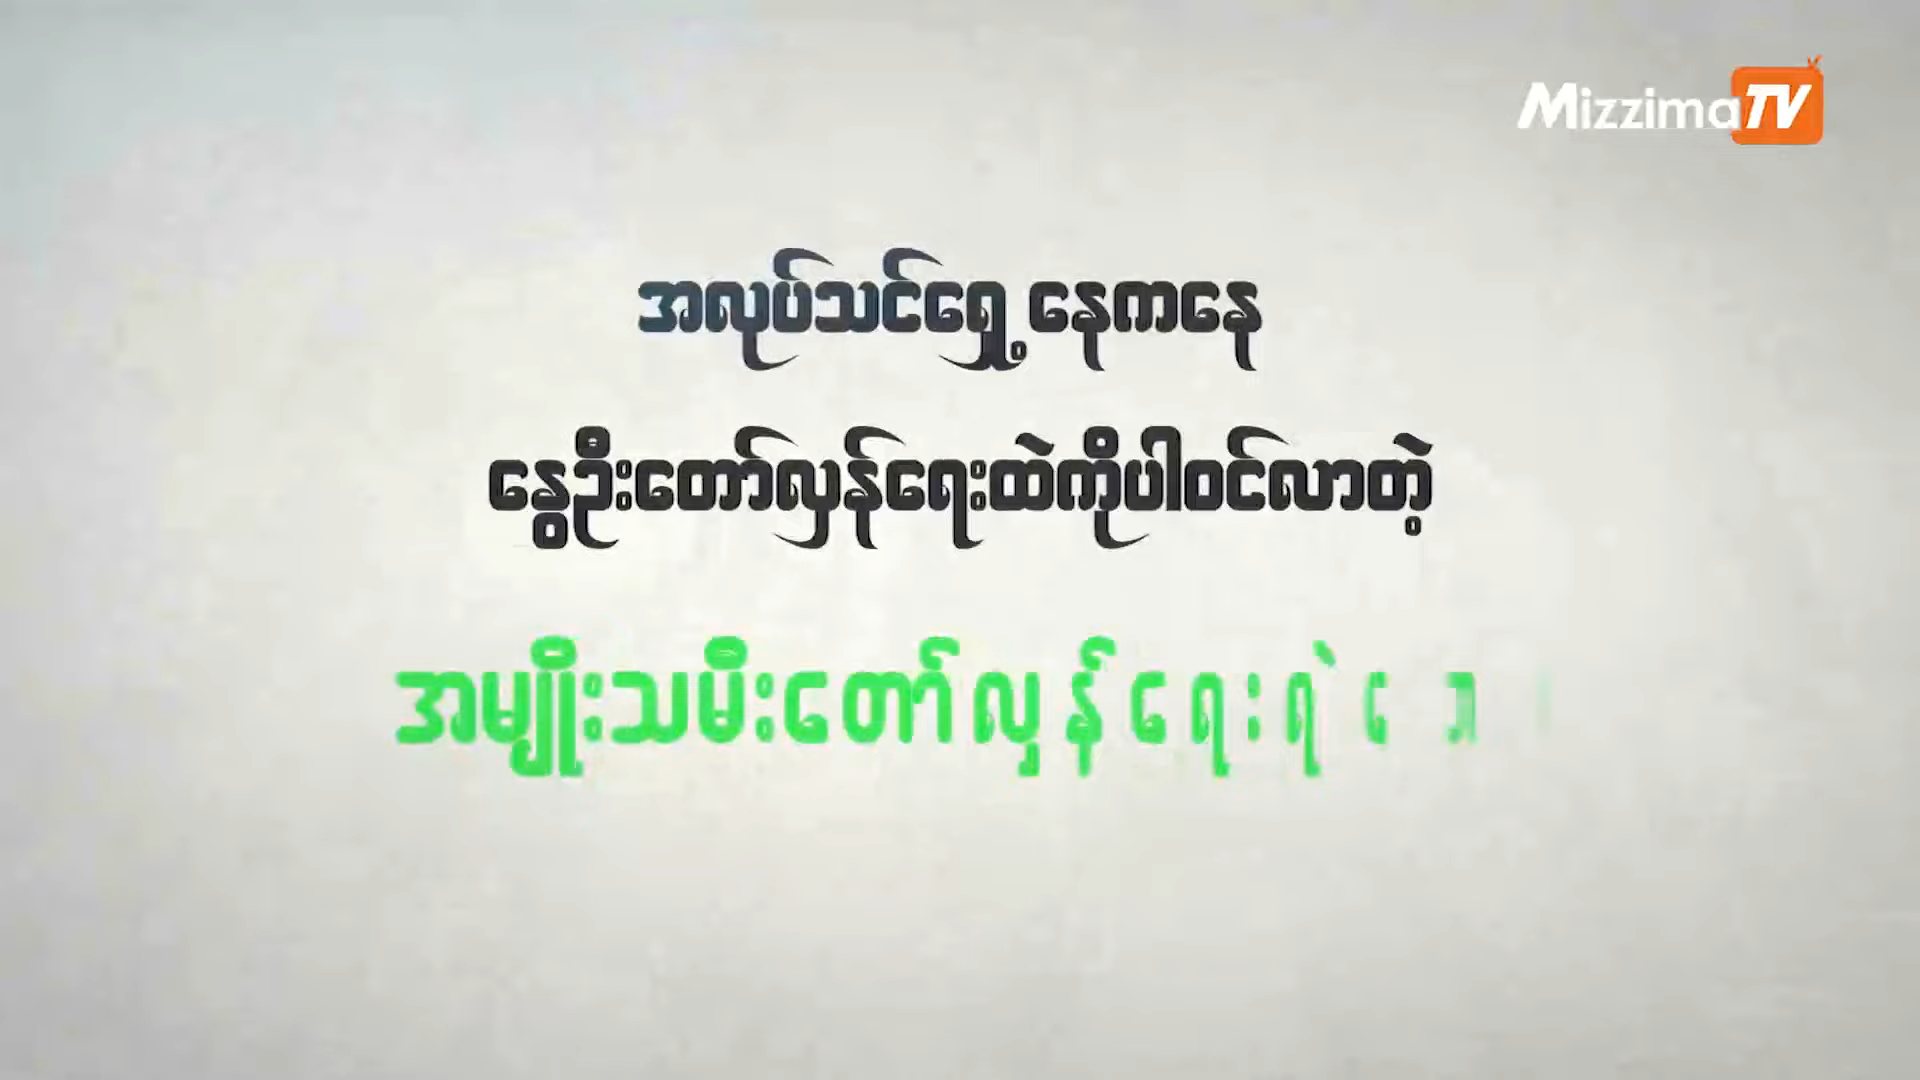 MizzimaTV
အလုပ်သင်ရှေ့နေကနေ
နွေဦးတော်လှန်ရေးထဲကိုပါဝင်လာတဲ့
အမျိုးသမီးတော်လှန်ရေးရဲ